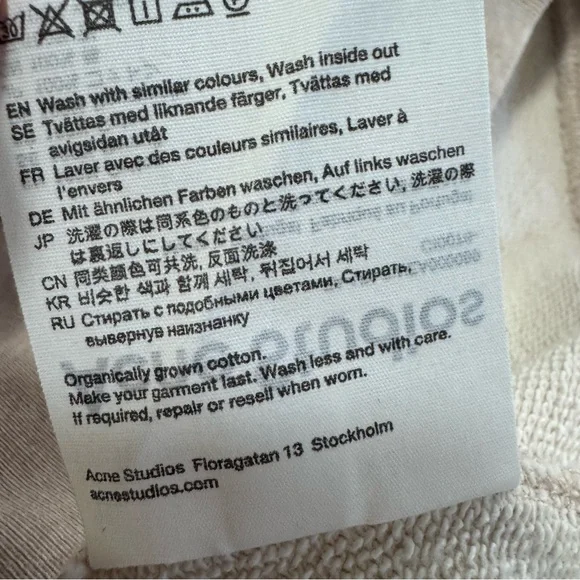 30
EN Wash with similar colours, Wash inside out
SE Tvättas med liknande färger, Tvättas med
avigsidan utåt
FR Laver avec des couleurs similaires, Laver à
l'envers
DE Mit ähnlichen Farben waschen, Auf links waschen
JP 洗濯の際は同系色のものと洗ってください, 洗濯の際
は裏返しにしてください
CN 同类颜色可共洗, 反面洗涤
KR 비슷한 색과 함께 세탁, 뒤집어서 세탁
RU Стирать с подобными цветами, Стирать,
вывернув наизнанку
Organically grown cotton.
Make your garment last. Wash less and with care.
If required, repair or resell when worn.
Acne Studios Floragatan 13 Stockholm
acnestudios.com